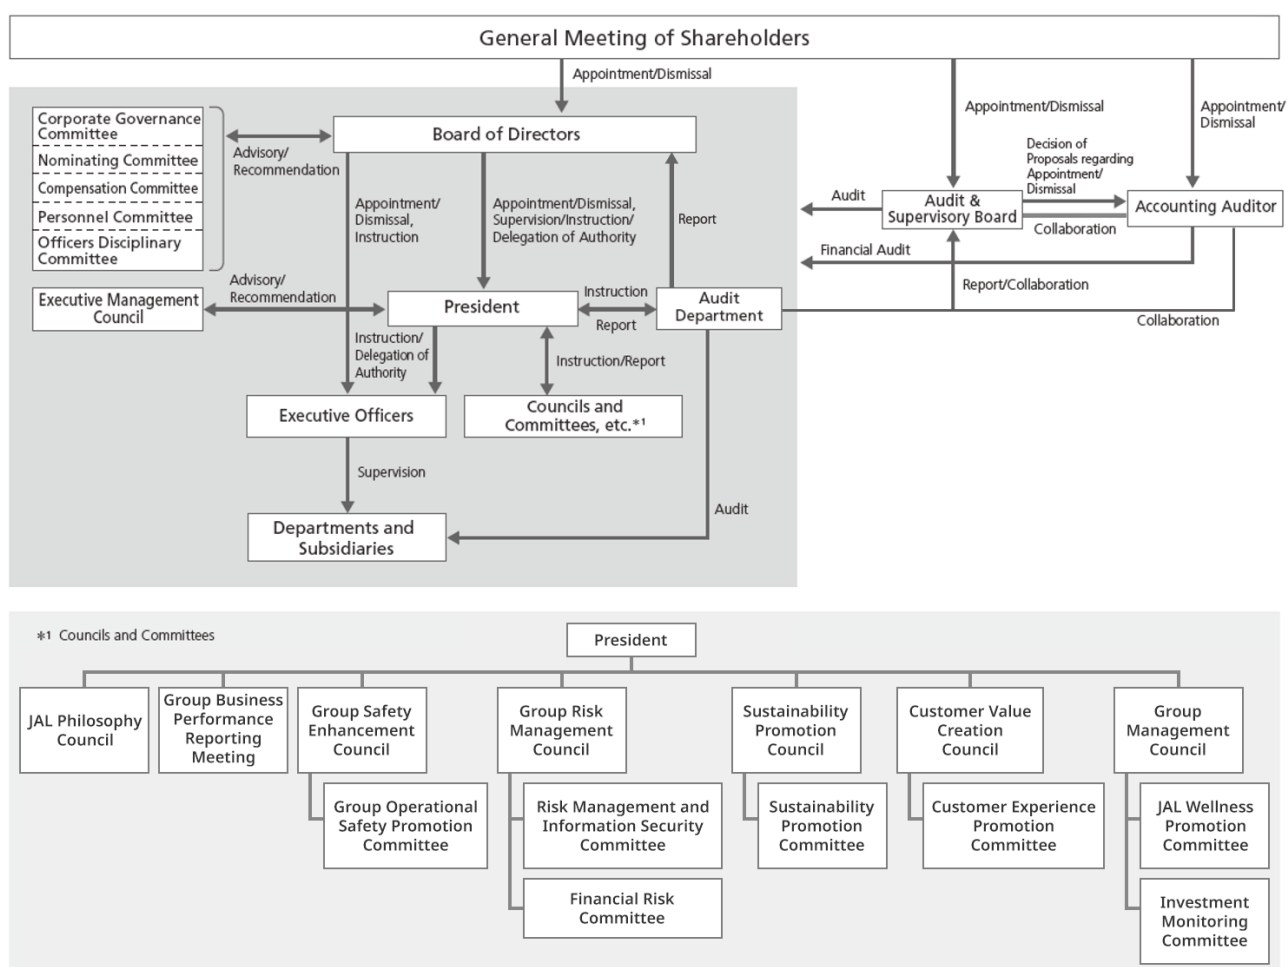 General Meeting of Shareholders
Appointment/Dismissal
Appointment/Dismissal
Appointment/
Dismissal
Corporate Governance
Committee
Nominating Committee
Compensation Committee
Personnel Committee
Officers Disciplinary
Committee
Advisory/
Recommendation
Board of Directors
Appointment/
Dismissal,
Instruction
Appointment/Dismissal,
Supervision/Instruction/
Delegation of Authority
Report
Decision of
Proposals regarding
Appointment/
Dismissal
Audit
Audit &
Supervisory Board
Accounting Auditor
Collaboration
Financial Audit
Report/Collaboration
Collaboration
Executive Management
Council
Advisory/
Recommendation
President
Instruction
Report
Audit
Department
Instruction/
Delegation of
Authority
Instruction/Report
Executive Officers
Councils and
Committees, etc.*1
Supervision
Audit
Departments and
Subsidiaries
*1 Councils and Committees
President
JAL Philosophy
Council
Group Business
Performance
Reporting
Meeting
Group Safety
Enhancement
Council
Group Risk
Management
Council
Sustainability
Promotion
Council
Customer Value
Creation
Council
Group
Management
Council
Group Operational
Safety Promotion
Committee
Risk Management and
Information Security
Committee
Sustainability
Promotion
Committee
Customer Experience
Promotion
Committee
JAL Wellness
Promotion
Committee
Financial Risk
Committee
Investment
Monitoring
Committee